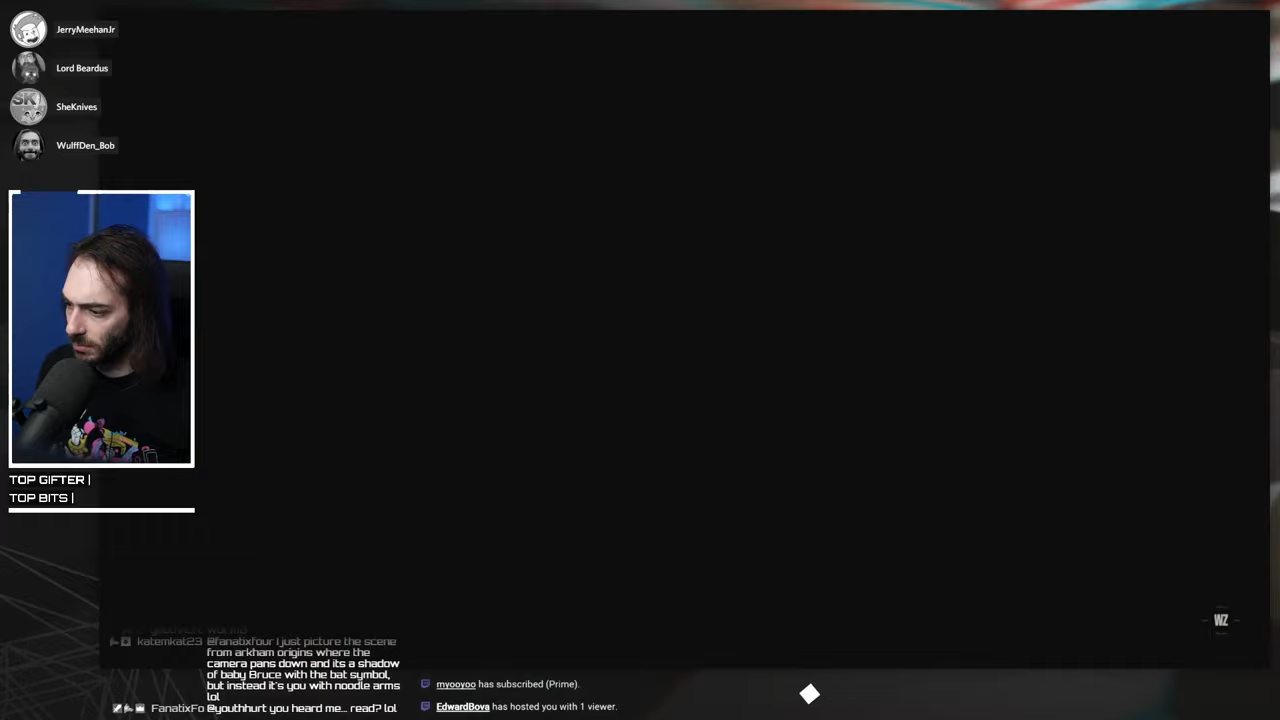 JerryMeehanJr
Lord Beardus
SK
SheKnives
WulffDen_Bob
TOP GIFTER |
TOP BITS |
WZ
katemkat23 @fanatixfour I just picture the scene
from arkham origins where the
camera pans down and its a shadow
of baby Bruce with the bat symbol,
but instead it's you with noodle arms
lol
FanatixFo @youthhurt you heard me... read? lol
myooyoo has subscribed (Prime).
EdwardBova has hosted you with 1 viewer.